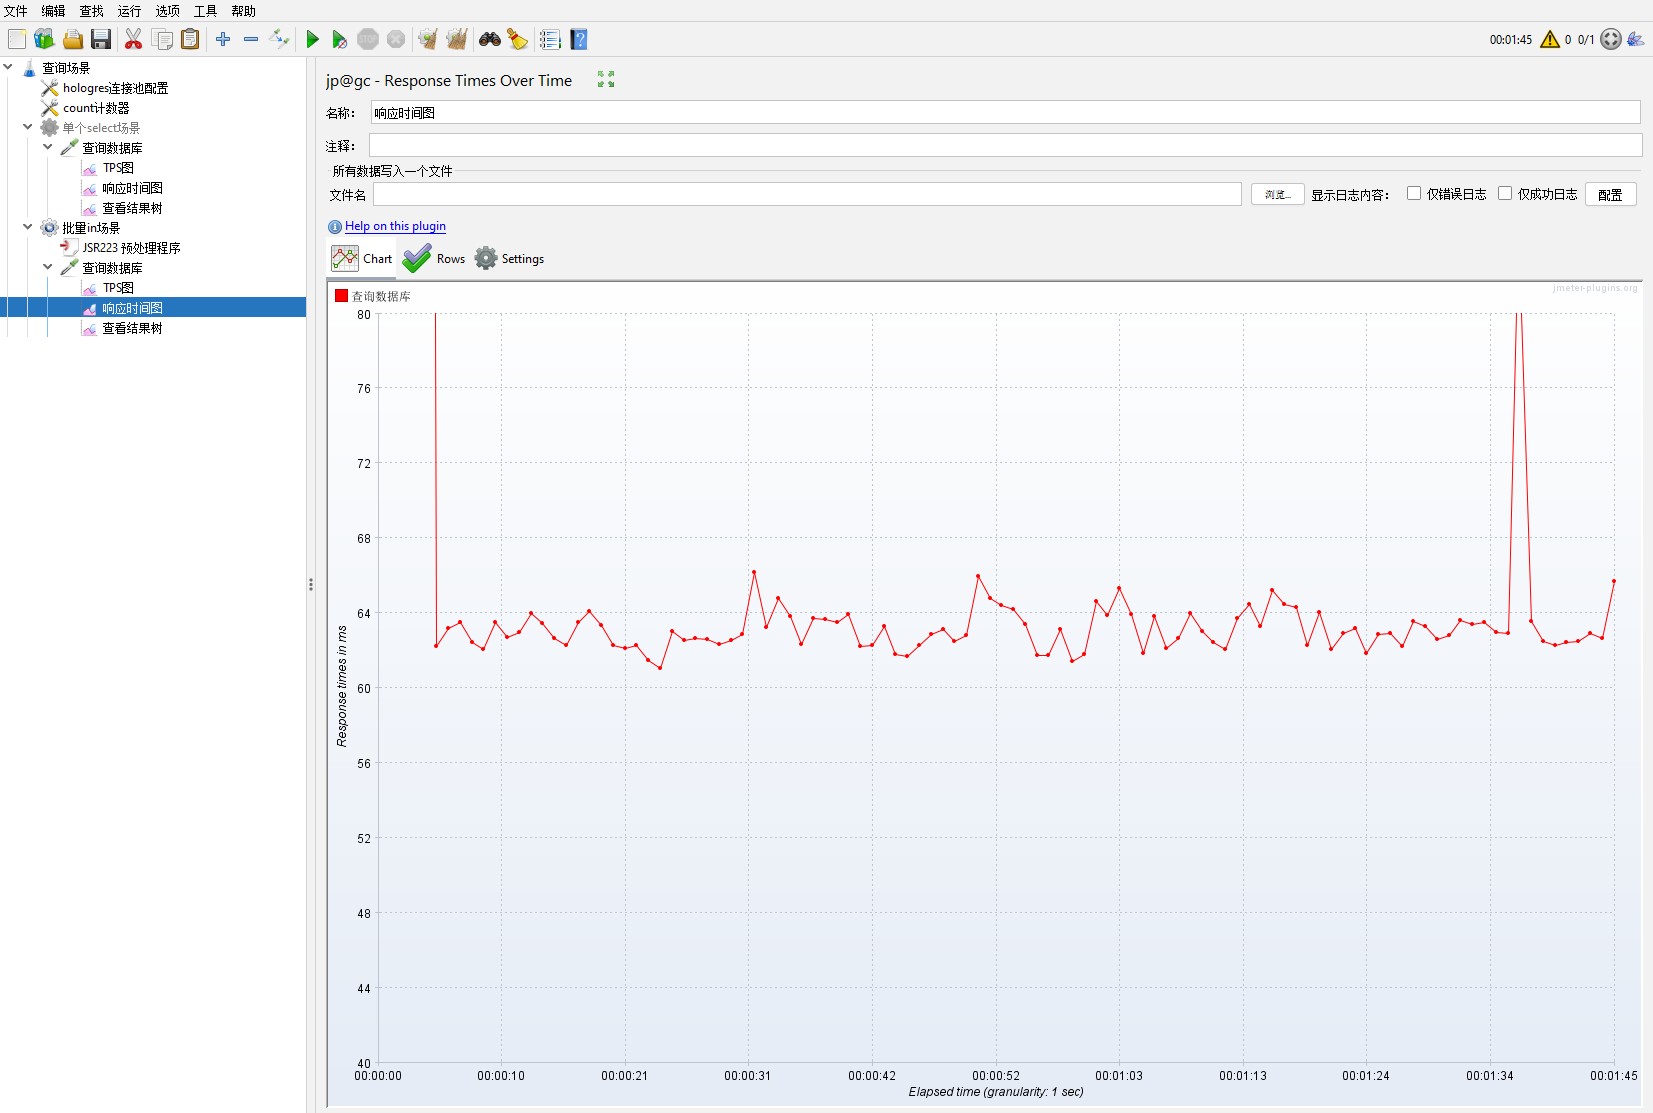 文件 编辑 查找 运行 选项 工具 帮助
00:01:45 0 0/1
查询场景
hologres连接池配置
count计数器
单个select场景
查询数据库
TPS图
响应时间图
查看结果树
批量in场景
JSR223 预处理程序
查询数据库
TPS图
响应时间图
查看结果树
jp@gc - Response Times Over Time
名称： 响应时间图
注释：
所有数据写入一个文件
文件名 浏览... 显示日志内容： 仅错误日志 仅成功日志 配置
Help on this plugin
Chart Rows Settings
查询数据库 jmeter-plugins.org
80
76
72
68
64
60
56
52
48
44
40
Response times in ms
00:00:00 00:00:10 00:00:21 00:00:31 00:00:42 00:00:52 00:01:03 00:01:13 00:01:24 00:01:34 00:01:45
Elapsed time (granularity: 1 sec)